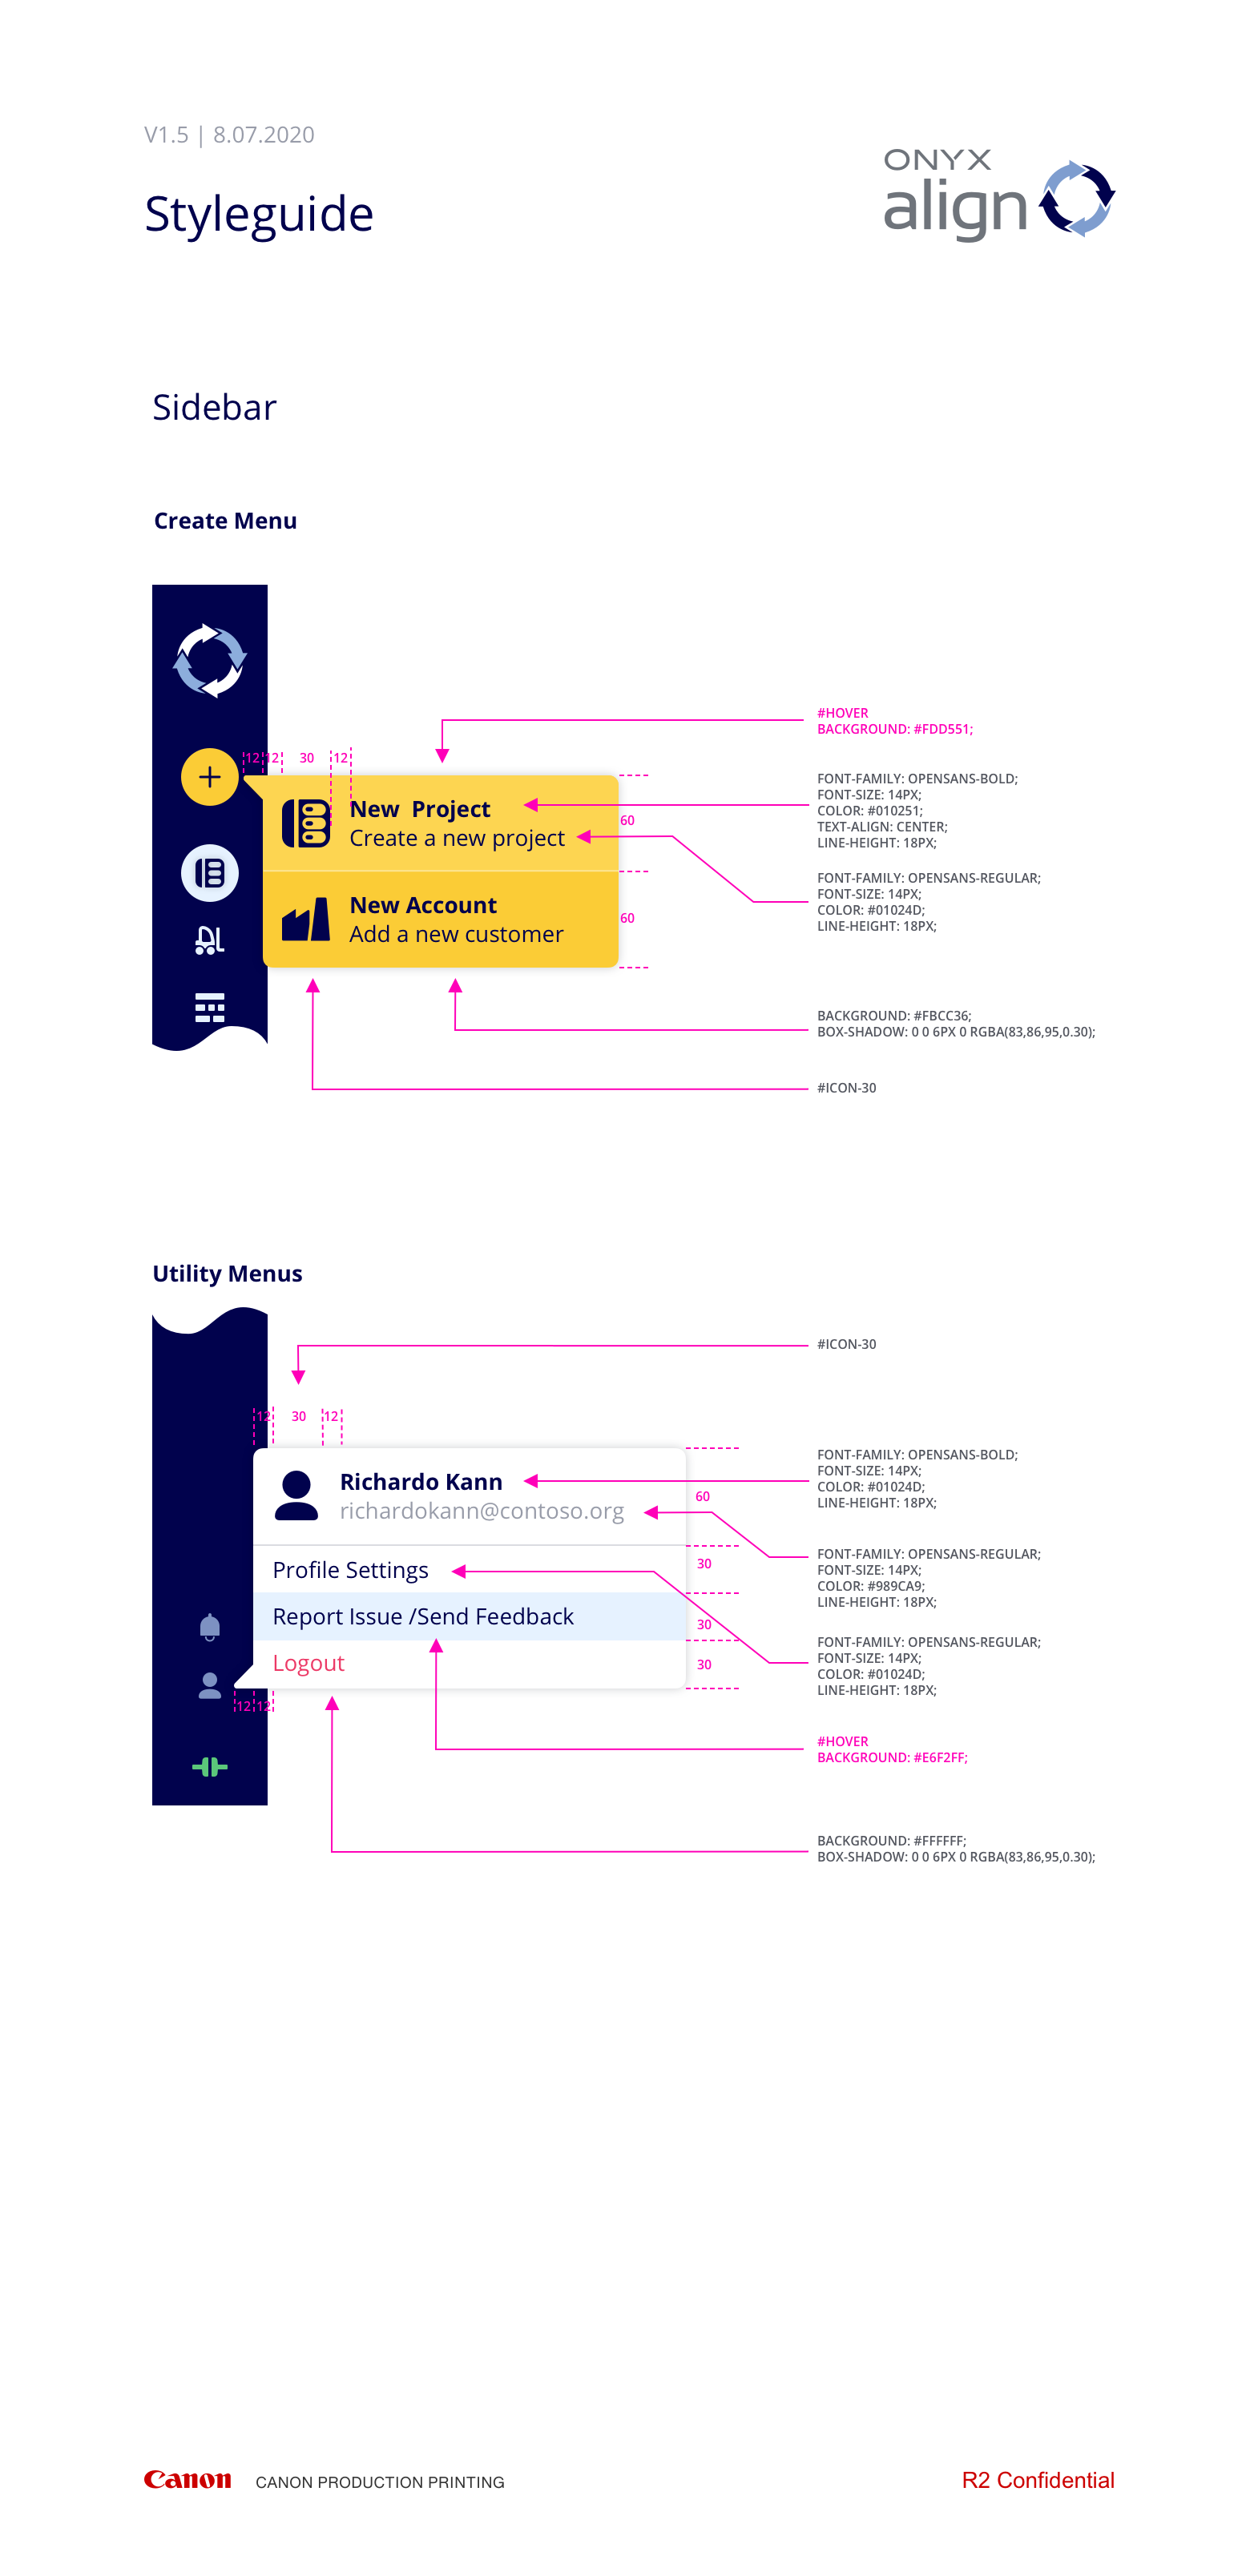 V1.5 | 8.07.2020
Styleguide
ONYX
align
Sidebar
Create Menu
#HOVER
BACKGROUND: #FDD551;
12 12 30 12
New  Project
Create a new project
60
FONT-FAMILY: OPENSANS-BOLD;
FONT-SIZE: 14PX;
COLOR: #010251;
TEXT-ALIGN: CENTER;
LINE-HEIGHT: 18PX;
FONT-FAMILY: OPENSANS-REGULAR;
FONT-SIZE: 14PX;
COLOR: #01024D;
LINE-HEIGHT: 18PX;
New Account
Add a new customer
60
BACKGROUND: #FBCC36;
BOX-SHADOW: 0 0 6PX 0 RGBA(83,86,95,0.30);
#ICON-30
Utility Menus
#ICON-30
12 30 12
Richardo Kann
richardokann@contoso.org
60
FONT-FAMILY: OPENSANS-BOLD;
FONT-SIZE: 14PX;
COLOR: #01024D;
LINE-HEIGHT: 18PX;
FONT-FAMILY: OPENSANS-REGULAR;
FONT-SIZE: 14PX;
COLOR: #989CA9;
LINE-HEIGHT: 18PX;
Profile Settings
30
Report Issue /Send Feedback
30
Logout
30
FONT-FAMILY: OPENSANS-REGULAR;
FONT-SIZE: 14PX;
COLOR: #01024D;
LINE-HEIGHT: 18PX;
12 12
#HOVER
BACKGROUND: #E6F2FF;
BACKGROUND: #FFFFFF;
BOX-SHADOW: 0 0 6PX 0 RGBA(83,86,95,0.30);
Canon CANON PRODUCTION PRINTING
R2 Confidential